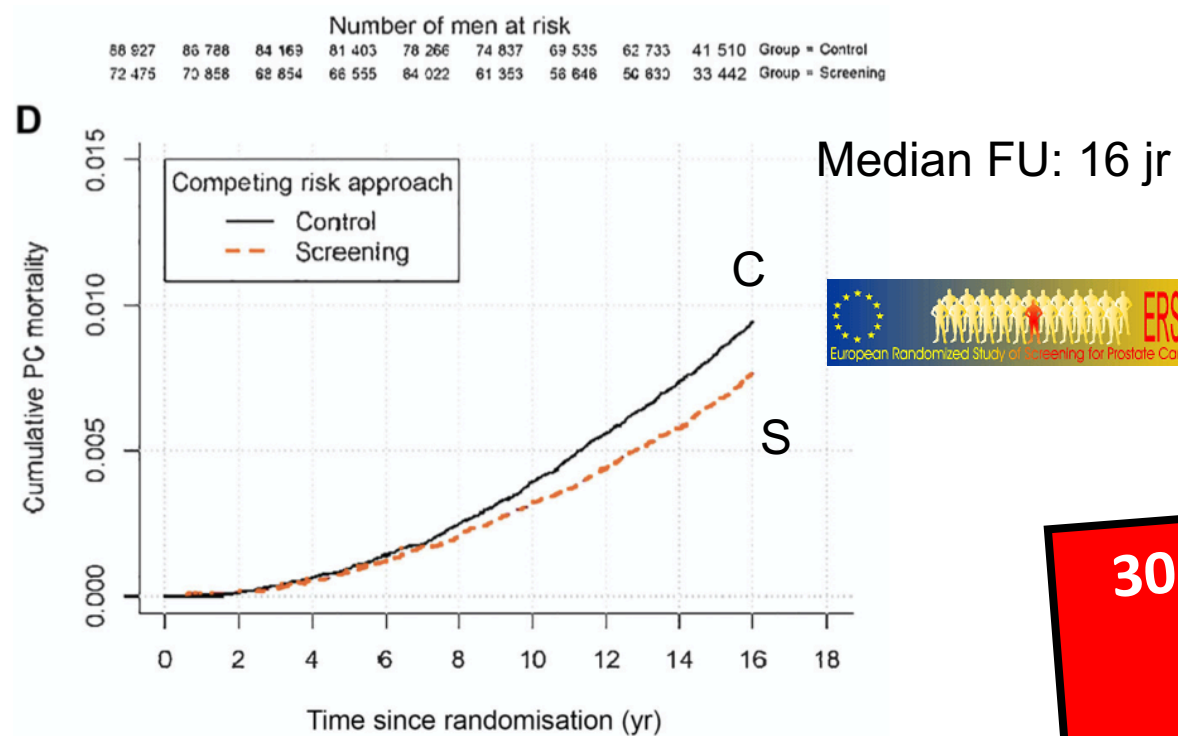 Number of men at risk
88 927 86 788 84 169 81 403 78 266 74 837 69 535 62 733 41 510 Group = Control
72 475 70 858 68 854 66 555 64 022 61 353 58 646 50 830 33 442 Group = Screening
D
Median FU: 16 jr
Competing risk approach
Control
Screening
Cumulative PC mortality
0.015
0.010
0.005
0.000
C
S
ERS
European Randomized Study of Screening for Prostate Ca
30
0 2 4 6 8 10 12 14 16 18
Time since randomisation (yr)